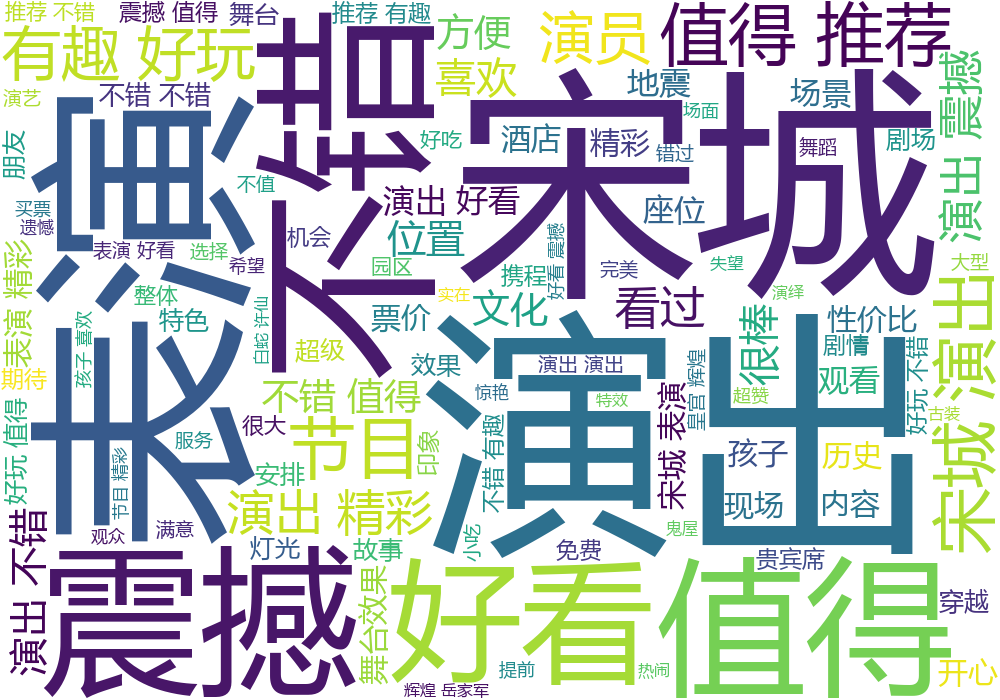 推荐 不错
震撼 值得
舞台
推荐 有趣
方便
演员
值得 推荐
有趣 好玩
不错
喜欢
地震
场景
演出 震撼
演艺
不错 不错
宋城
场面
表演
好吃
酒店
精彩
错过
舞蹈
剧场
朋友
不值
买票
遗憾
演出 好看
座位
机会
位置
表演 好看
选择
希望
园区
携程
完美
好看 震撼
失望
大型
表演 精彩
整体
特色
孩子 喜欢
白蛇 许仙
实在
文化
看过
演绎
票价
超级
很棒
性价比
宋城 演出
期待
效果
演出
演出 演出
剧情
好玩 不错
观看
皇宫 辉煌
惊艳
特效
超赞
古装
好玩 值得
不错 值得
很大
服务
节目
印象
不错 有趣
宋城 表演
孩子
历史
节目 精彩
安排
演出 精彩
现场
内容
演出 不错
观众
满意
灯光
故事
小吃
免费
鬼屋
贵宾席
震撼
舞台效果
好看
值得
穿越
提前
热闹
开心
辉煌 岳家军